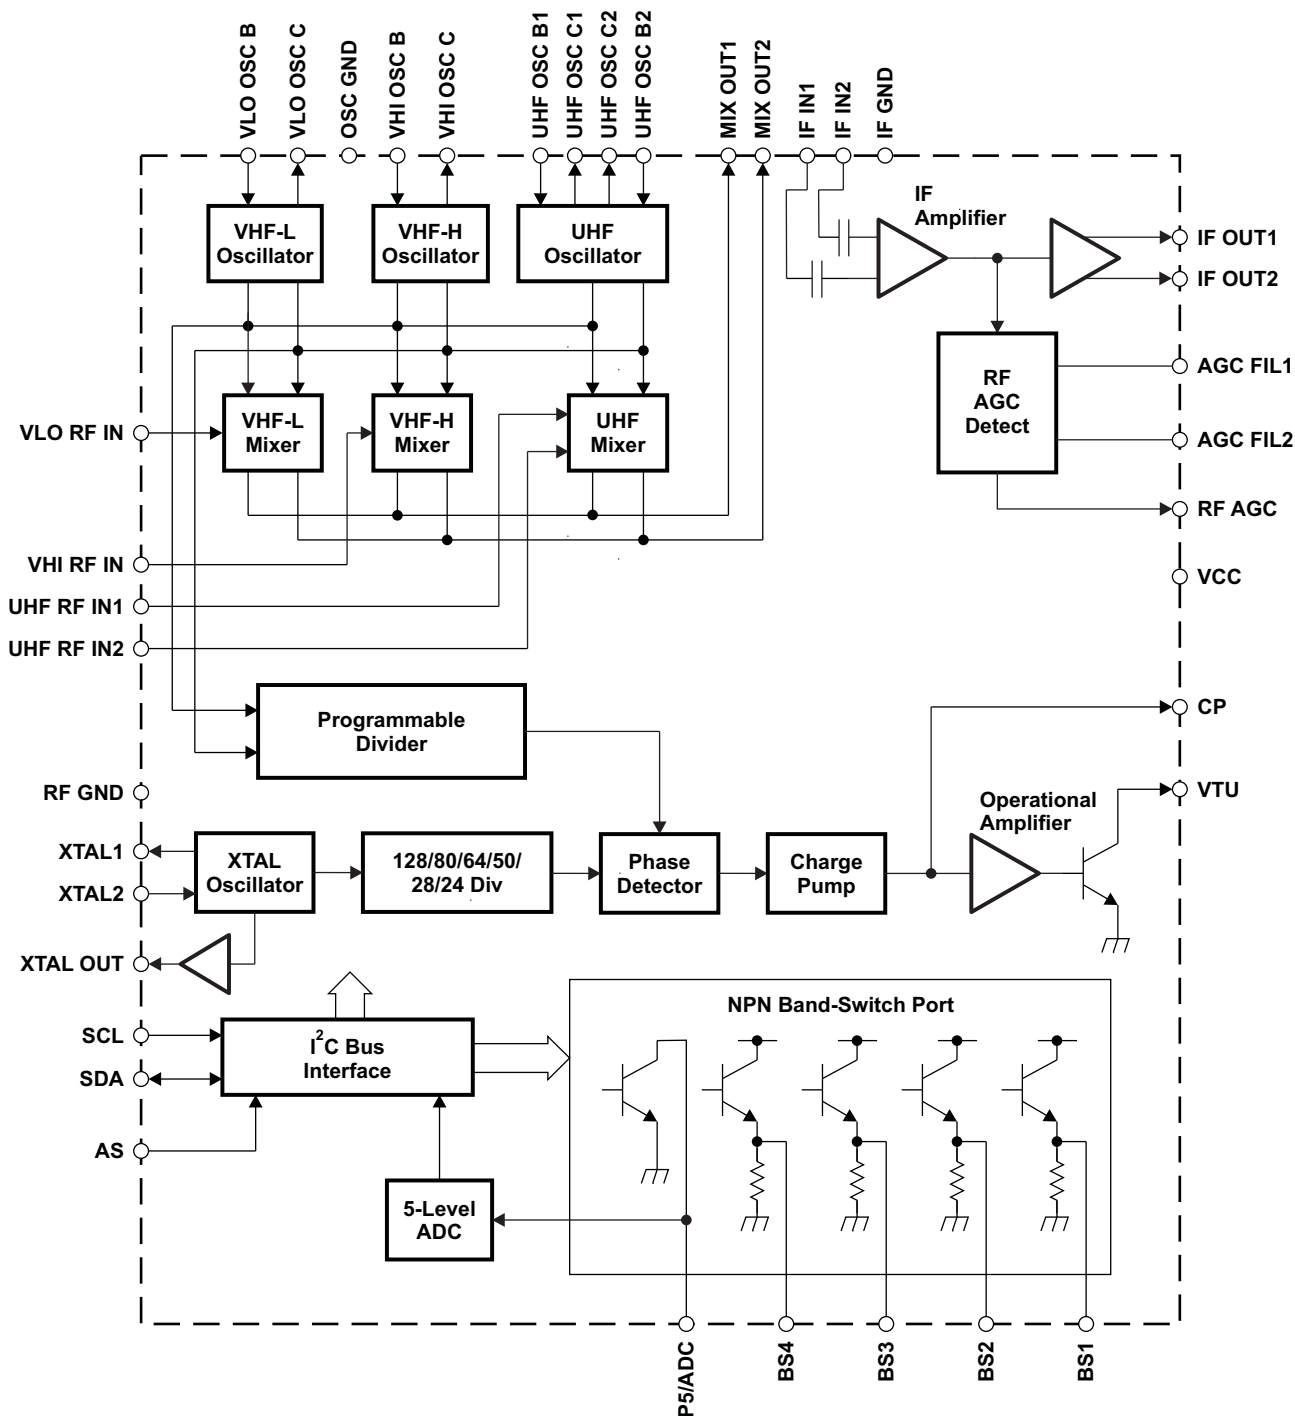 VLO OSC B
VLO OSC C
OSC GND
VHI OSC B
VHI OSC C
UHF OSC B1
UHF OSC C1
UHF OSC C2
UHF OSC B2
MIX OUT1
MIX OUT2
IF IN1
IF IN2
IF GND
VHF-L
Oscillator
VHF-H
Oscillator
UHF
Oscillator
IF
Amplifier
IF OUT1
IF OUT2
RF
AGC
Detect
AGC FIL1
AGC FIL2
RF AGC
VLO RF IN
VHF-L
Mixer
VHF-H
Mixer
UHF
Mixer
VHI RF IN
UHF RF IN1
UHF RF IN2
VCC
Programmable
Divider
CP
RF GND
VTU
Operational
Amplifier
XTAL1
XTAL2
XTAL
Oscillator
128/80/64/50/
28/24 Div
Phase
Detector
Charge
Pump
XTAL OUT
NPN Band-Switch Port
SCL
SDA
AS
I²C Bus
Interface
5-Level
ADC
P5/ADC
BS4
BS3
BS2
BS1